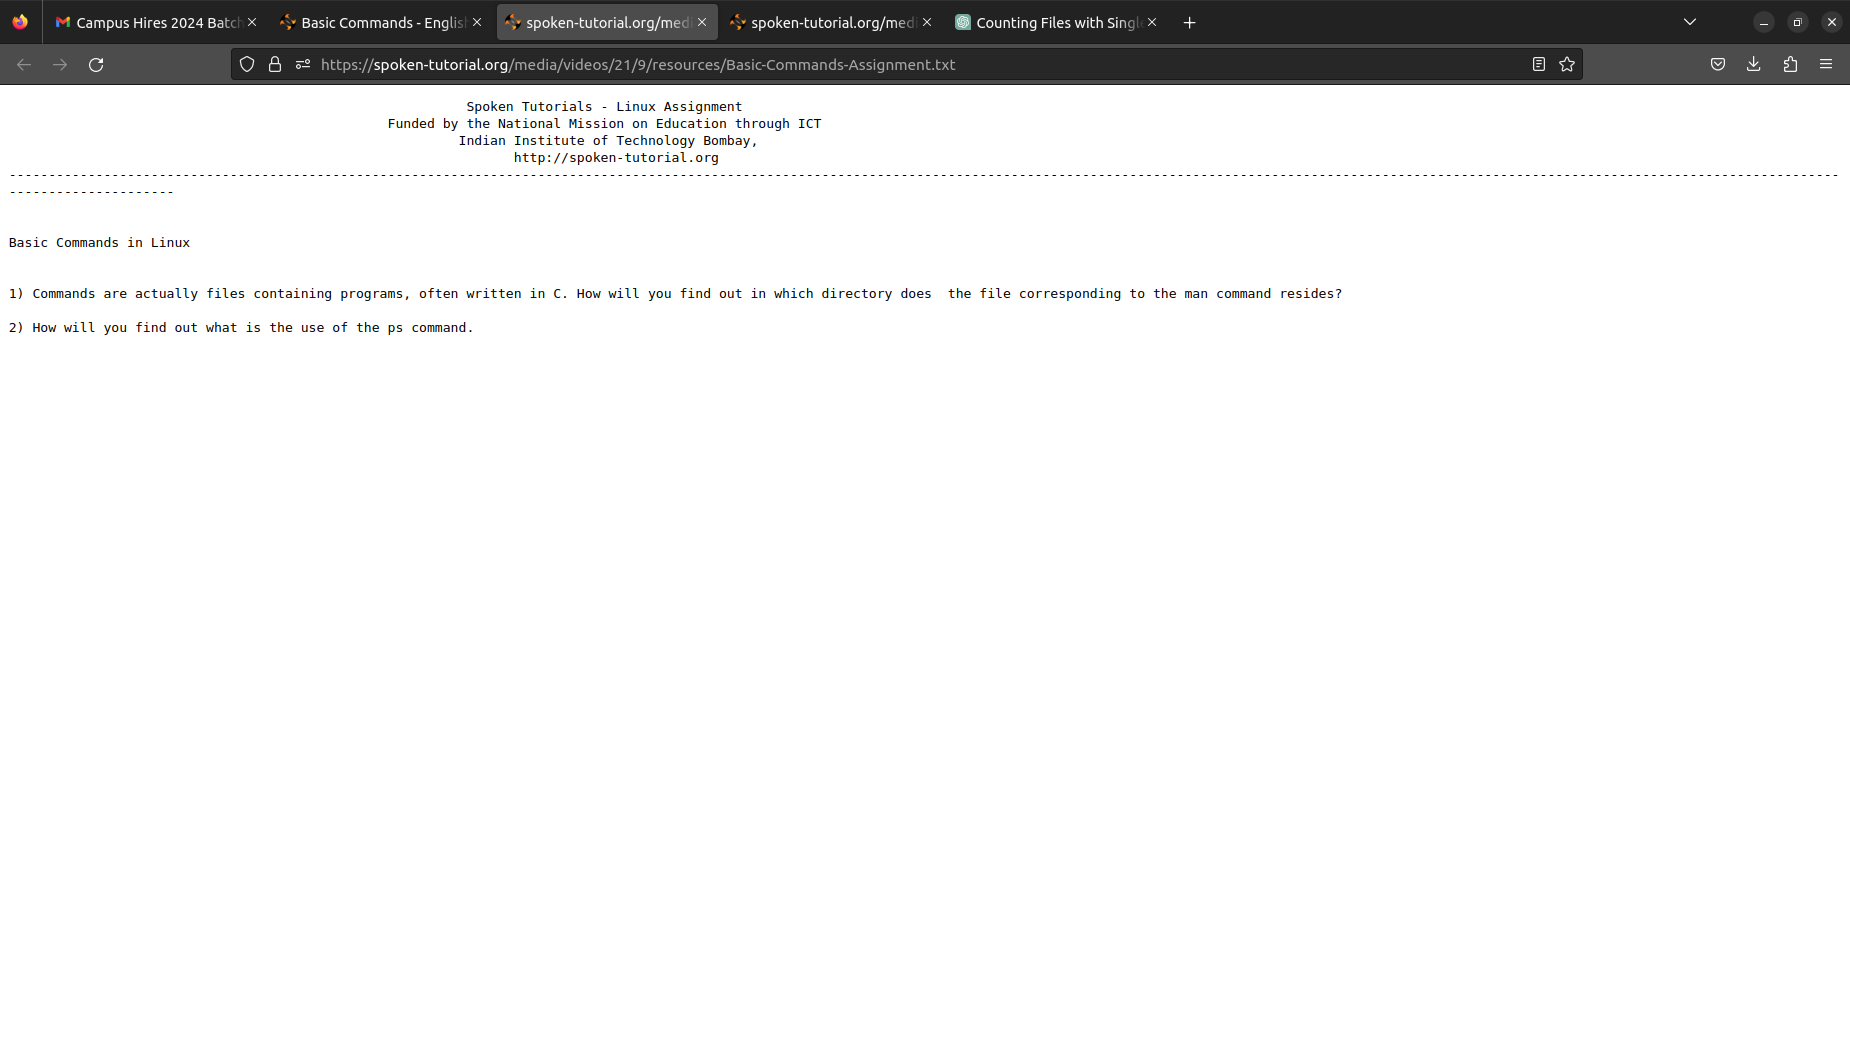 Campus Hires 2024 Batch
Basic Commands - English
spoken-tutorial.org/med
spoken-tutorial.org/med
Counting Files with Single
https://spoken-tutorial.org/media/videos/21/9/resources/Basic-Commands-Assignment.txt
Spoken Tutorials - Linux Assignment
Funded by the National Mission on Education through ICT
Indian Institute of Technology Bombay,
http://spoken-tutorial.org
----------------------------------------------------------------------------------------------------------------------------------------------------------------------------------------------------------------------------------------
---------------------
Basic Commands in Linux
1) Commands are actually files containing programs, often written in C. How will you find out in which directory does  the file corresponding to the man command resides?
2) How will you find out what is the use of the ps command.